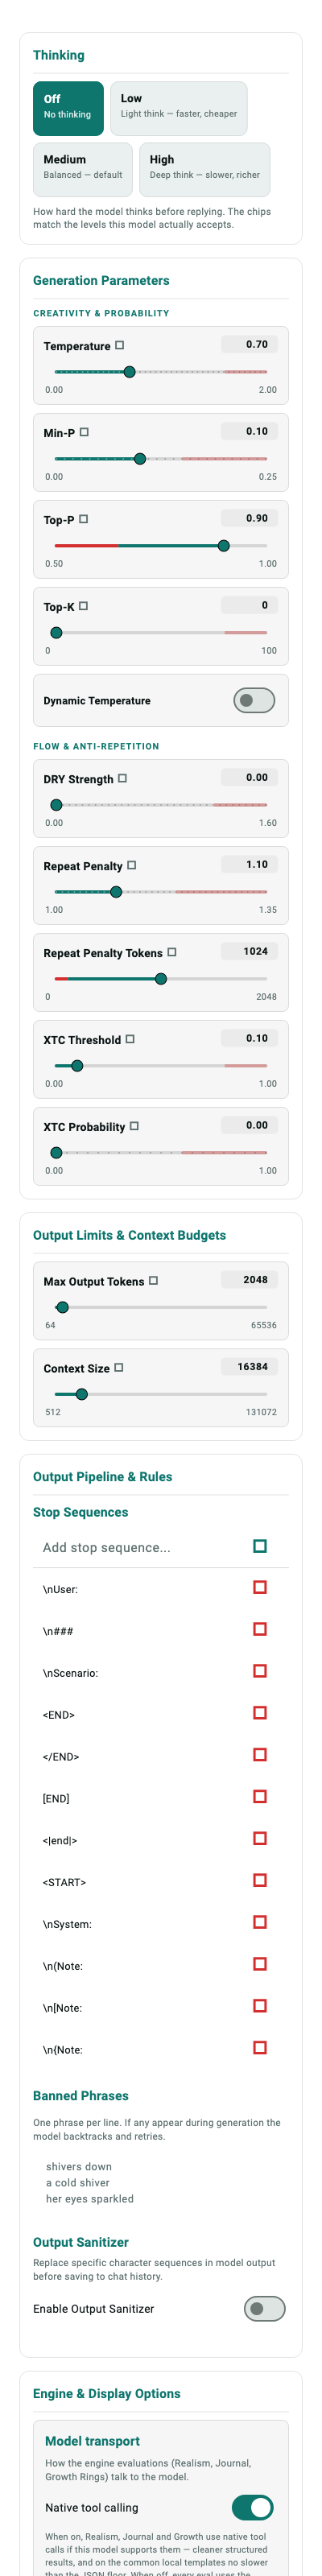 Thinking
Off
No thinking
Low
Light think — faster, cheaper
Medium
Balanced — default
High
Deep think — slower, richer
How hard the model thinks before replying. The chips
match the levels this model actually accepts.
Generation Parameters
CREATIVITY & PROBABILITY
Temperature
0.70
0.00
2.00
Min-P
0.10
0.00
0.25
Top-P
0.90
0.50
1.00
Top-K
0
0
100
Dynamic Temperature
FLOW & ANTI-REPETITION
DRY Strength
0.00
0.00
1.60
Repeat Penalty
1.10
1.00
1.35
Repeat Penalty Tokens
1024
0
2048
XTC Threshold
0.10
0.00
1.00
XTC Probability
0.00
0.00
1.00
Output Limits & Context Budgets
Max Output Tokens
2048
64
65536
Context Size
16384
512
131072
Output Pipeline & Rules
Stop Sequences
Add stop sequence...
\nUser:
\n###
\nScenario:
<END>
</END>
[END]
<|end|>
<START>
\nSystem:
\n(Note:
\n[Note:
\n{Note:
Banned Phrases
One phrase per line. If any appear during generation the
model backtracks and retries.
shivers down
a cold shiver
her eyes sparkled
Output Sanitizer
Replace specific character sequences in model output
before saving to chat history.
Enable Output Sanitizer
Engine & Display Options
Model transport
How the engine evaluations (Realism, Journal,
Growth Rings) talk to the model.
Native tool calling
When on, Realism, Journal and Growth use native tool
calls if this model supports them — cleaner structured
results, and on the common local templates no slower
than the JSON floor. When off, every eval uses the